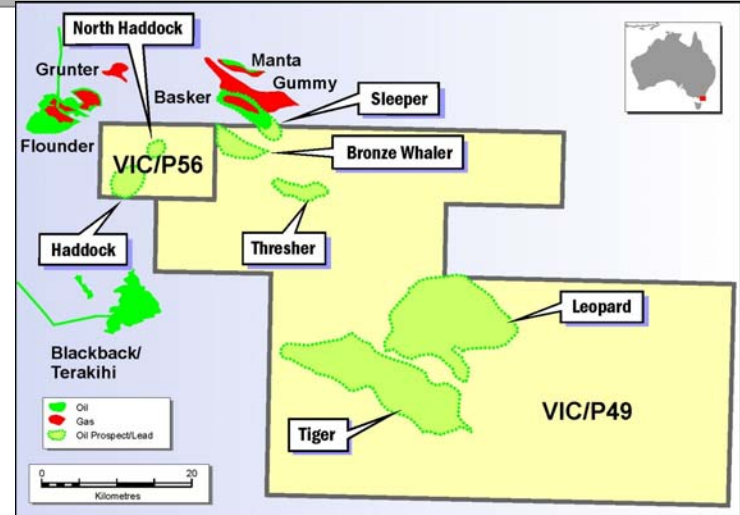 North Haddock
Grunter
Manta
Gummy
Basker
Sleeper
Flounder
VIC/P56
Bronze Whaler
Haddock
Thresher
Leopard
Blackback/
Terakihi
Oil
Gas
Oil Prospect/Lead
Tiger
VIC/P49
0
20
Kilometres